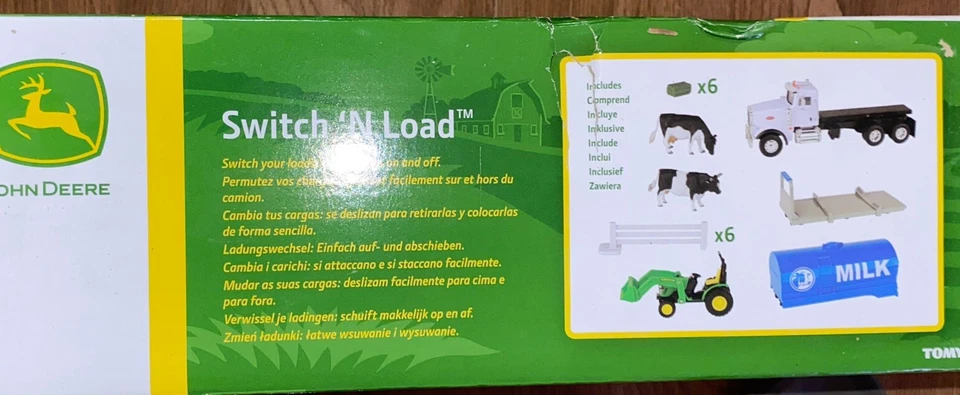 JOHN DEERE
Switch 'N Load™
Switch your loads on and off.
Permutez vos facilement sur et hors du
camion.
Cambia tus cargas: se deslizan para retirarlas y colocarlas
de forma sencilla.
Ladungswechsel: Einfach auf- und abschieben.
Cambia i carichi: si attaccano e si staccano facilmente.
Mudar as suas cargas: deslizam facilmente para cima e
para fora.
Verwissel je ladingen: schuift makkelijk op en af.
Zmień ładunki: łatwe wsuwanie i wysuwanie.
Includes
Comprend
Incluye
Inklusive
Include
Inclui
Inclusief
Zawiera
x6
x6
MILK
TOMY